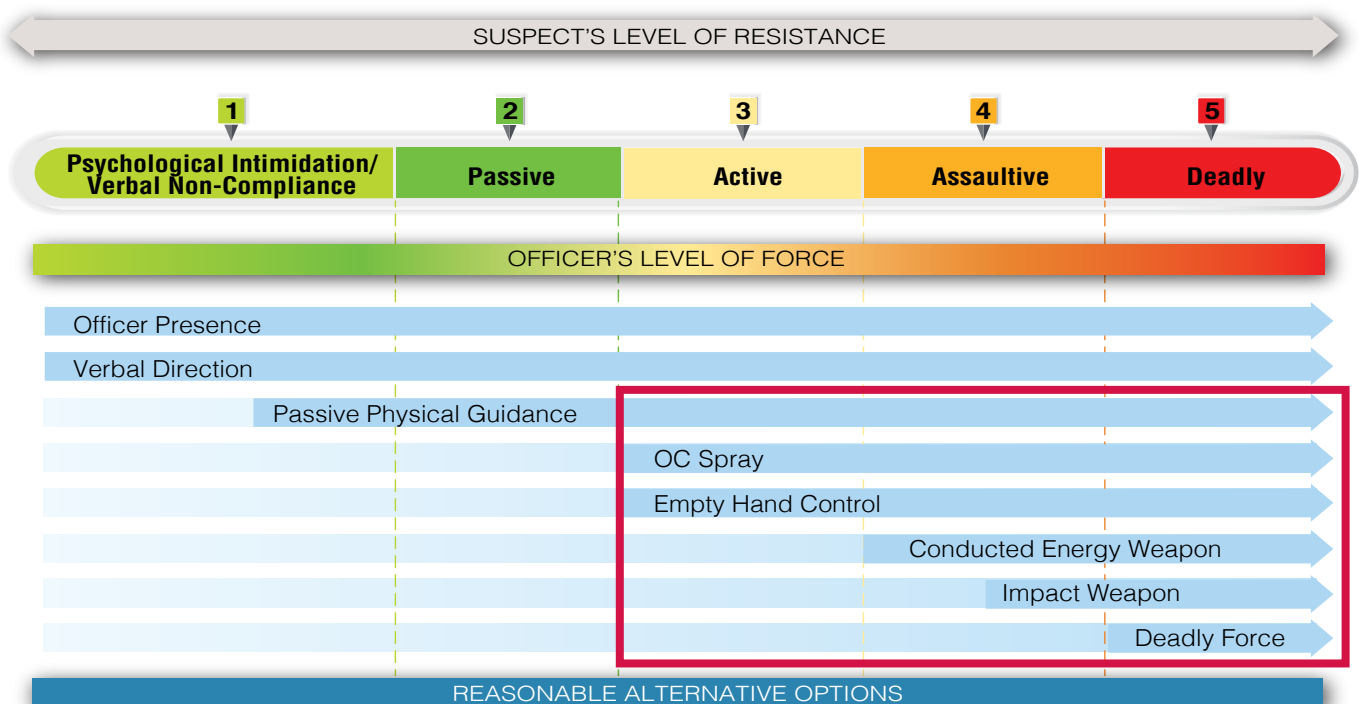 SUSPECT'S LEVEL OF RESISTANCE
1 2 3 4 5
Psychological Intimidation/
Verbal Non-Compliance
Passive
Active
Assaultive
Deadly
OFFICER'S LEVEL OF FORCE
Officer Presence
Verbal Direction
Passive Physical Guidance
OC Spray
Empty Hand Control
Conducted Energy Weapon
Impact Weapon
Deadly Force
REASONABLE ALTERNATIVE OPTIONS